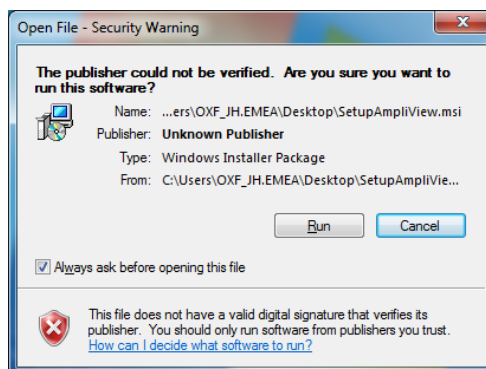 Open File - Security Warning
The publisher could not be verified.  Are you sure you want to
run this software?
Name: ...ers\OXF_JH.EMEA\Desktop\SetupAmpliView.msi
Publisher: Unknown Publisher
Type: Windows Installer Package
From: C:\Users\OXF_JH.EMEA\Desktop\SetupAmpliVie...
Run
Cancel
Always ask before opening this file
This file does not have a valid digital signature that verifies its
publisher.  You should only run software from publishers you trust.
How can I decide what software to run?